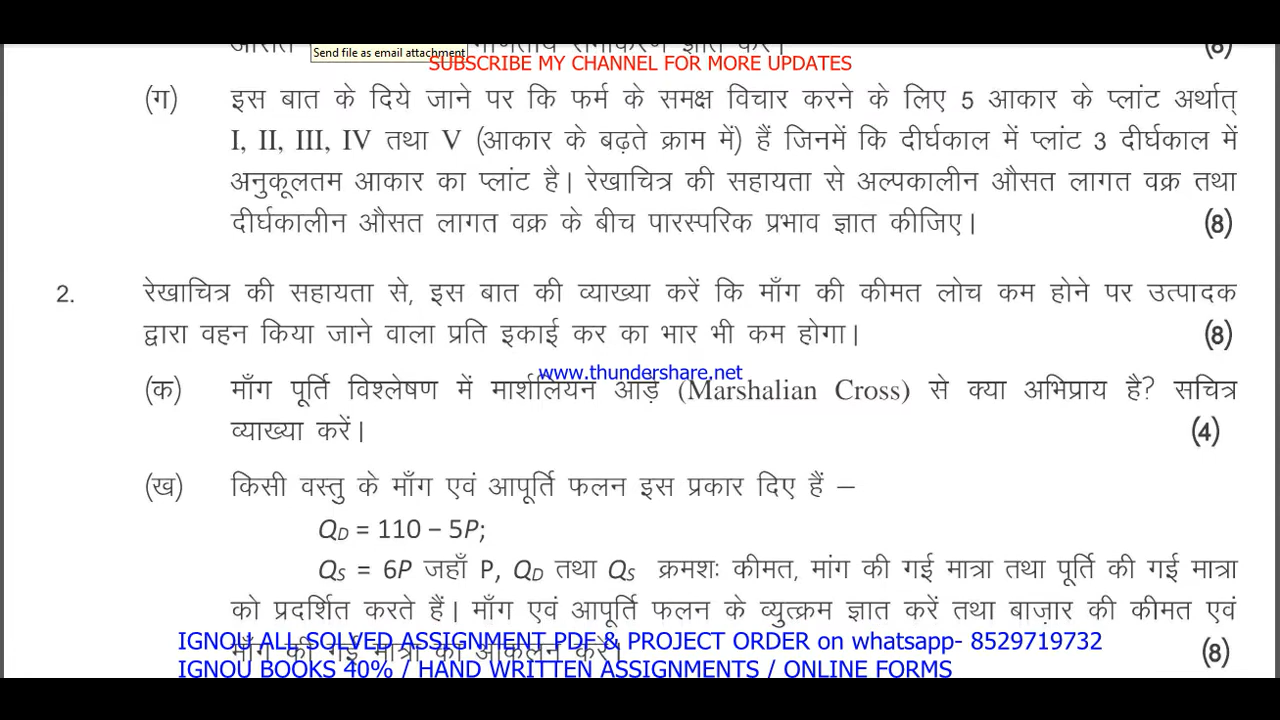 Send file as email attachment
(8)
SUBSCRIBE MY CHANNEL FOR MORE UPDATES
(ग) इस बात के दिये जाने पर कि फर्म के समक्ष विचार करने के लिए 5 आकार के प्लांट अर्थात्
I, II, III, IV तथा V (आकार के बढ़ते क्राम में) हैं जिनमें कि दीर्घकाल में प्लांट 3 दीर्घकाल में
अनुकूलतम आकार का प्लांट है। रेखाचित्र की सहायता से अल्पकालीन औसत लागत वक्र तथा
दीर्घकालीन औसत लागत वक्र के बीच पारस्परिक प्रभाव ज्ञात कीजिए। (8)
2. रेखाचित्र की सहायता से, इस बात की व्याख्या करें कि माँग की कीमत लोच कम होने पर उत्पादक
द्वारा वहन किया जाने वाला प्रति इकाई कर का भार भी कम होगा। (8)
www.thundershare.net
(क) माँग पूर्ति विश्लेषण में मार्शलियन आड़े (Marshalian Cross) से क्या अभिप्राय है? सचित्र
व्याख्या करें। (4)
(ख) किसी वस्तु के माँग एवं आपूर्ति फलन इस प्रकार दिए हैं –
QD = 110 – 5P;
QS = 6P जहाँ P, QD तथा QS क्रमशः कीमत, मांग की गई मात्रा तथा पूर्ति की गई मात्रा
को प्रदर्शित करते हैं। माँग एवं आपूर्ति फलन के व्युत्क्रम ज्ञात करें तथा बाज़ार की कीमत एवं
IGNOU ALL SOLVED ASSIGNMENT PDF & PROJECT ORDER on whatsapp- 8529719732
माँग की गई मात्रा का आकलन करें। (8)
IGNOU BOOKS 40% / HAND WRITTEN ASSIGNMENTS / ONLINE FORMS